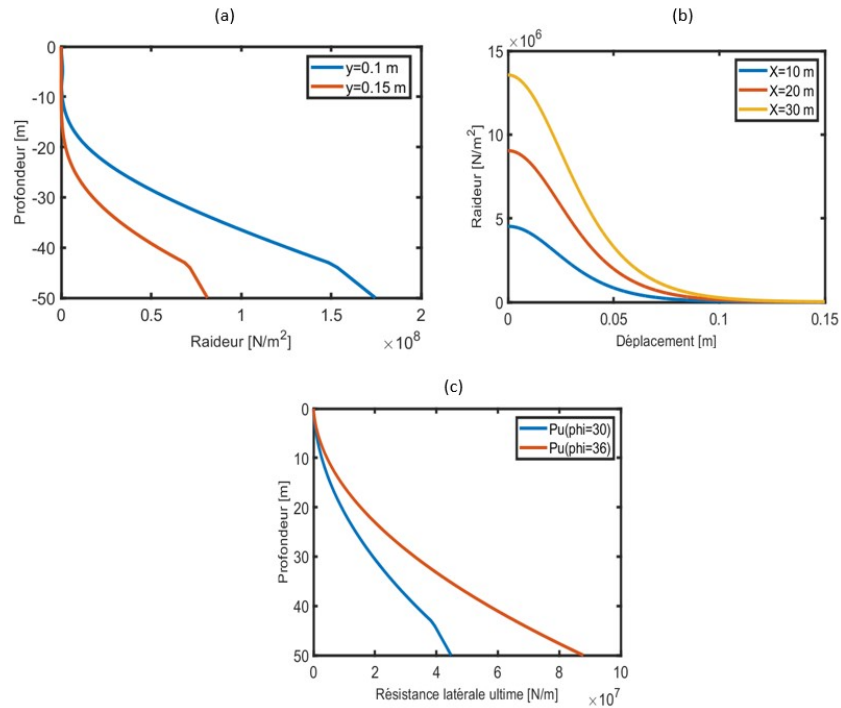 (a)
0
-10
-20
-30
-40
-50
Profondeur [m]
y=0.1 m
y=0.15 m
0 0.5 1 1.5 2
Raideur [N/m²]
×10⁸
(b)
×10⁶
15
10
5
0
Raideur [N/m²]
X=10 m
X=20 m
X=30 m
0 0.05 0.1 0.15
Déplacement [m]
(c)
0
10
20
30
40
50
Profondeur [m]
Pu(phi=30)
Pu(phi=36)
0 2 4 6 8 10
Résistance latérale ultime [N/m]
×10⁷